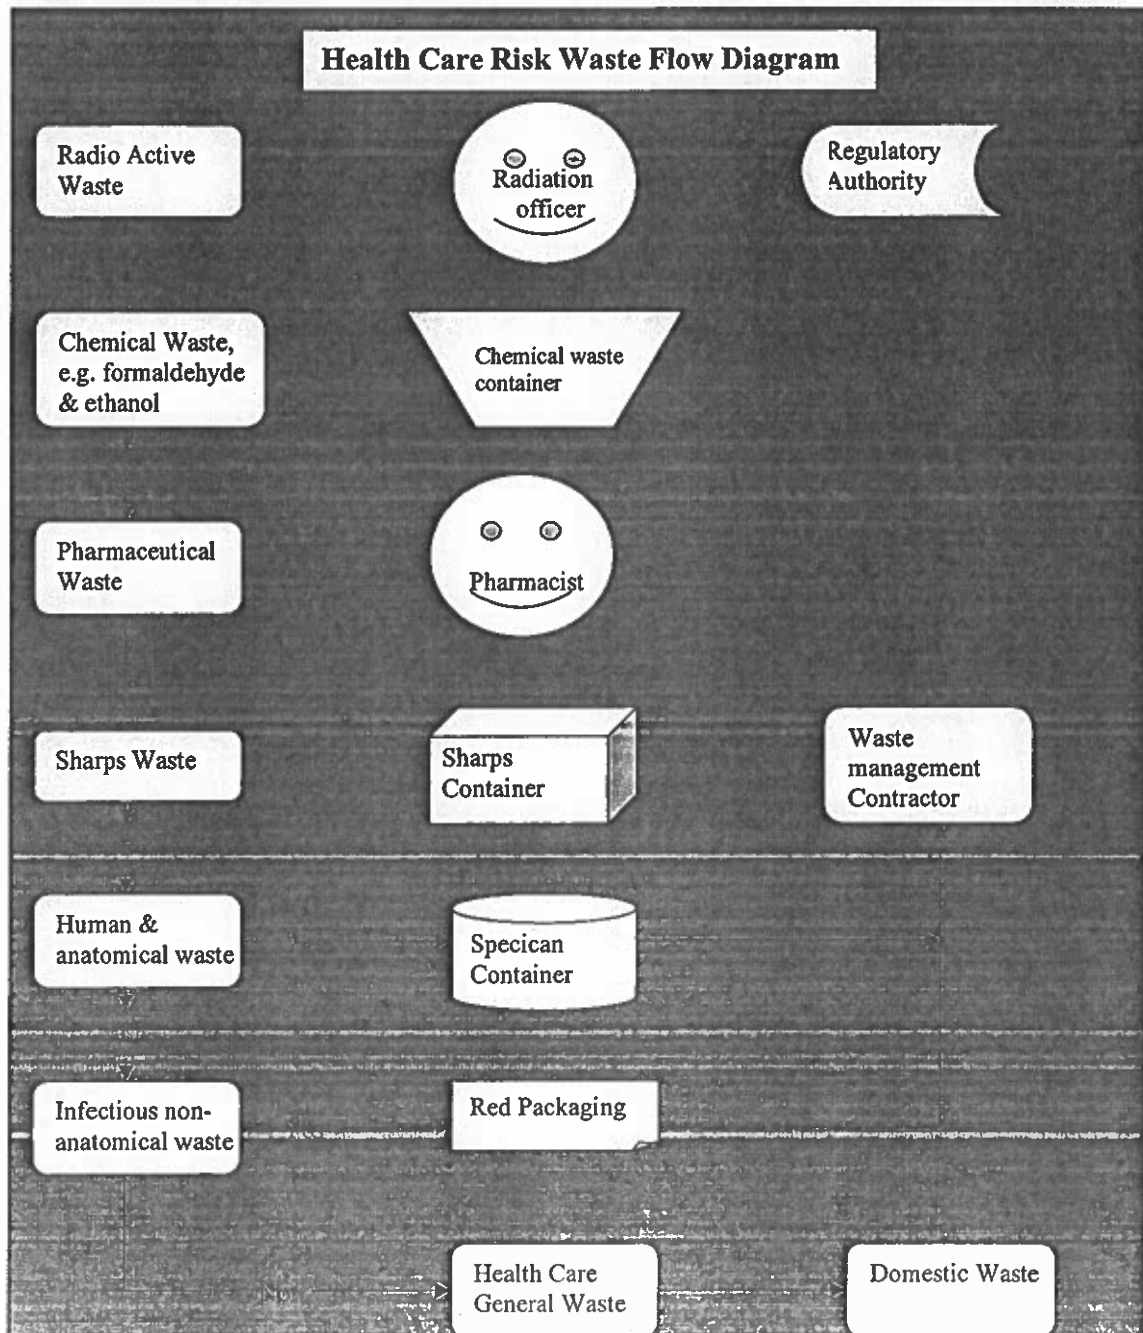 Health Care Risk Waste Flow Diagram
Radio Active
Waste
Radiation
officer
Regulatory
Authority
Chemical Waste,
e.g. formaldehyde
& ethanol
Chemical waste
container
Pharmaceutical
Waste
Pharmacist
Sharps Waste
Sharps
Container
Waste
management
Contractor
Human &
anatomical waste
Specican
Container
Infectious non-
anatomical waste
Red Packaging
No
Health Care
General Waste
Domestic Waste